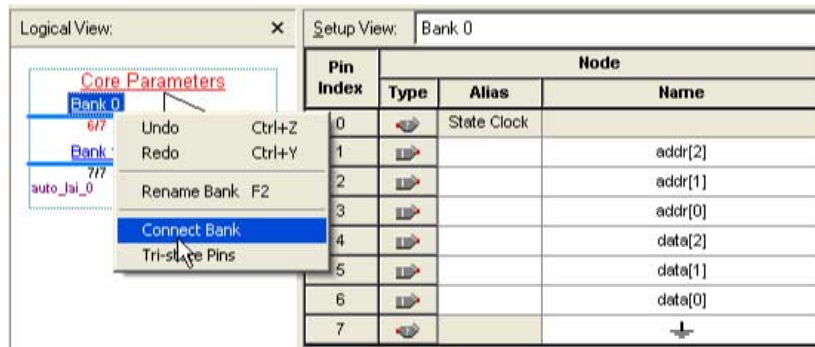 Logical View:
Core Parameters
Bank 0
6/7
Bank
7/7
auto_lai_0
Undo Ctrl+Z
Redo Ctrl+Y
Rename Bank F2
Connect Bank
Tri-state Pins
Setup View: Bank 0
Pin Index Node
Type Alias Name
0 State Clock
1 addr[2]
2 addr[1]
3 addr[0]
4 data[2]
5 data[1]
6 data[0]
7